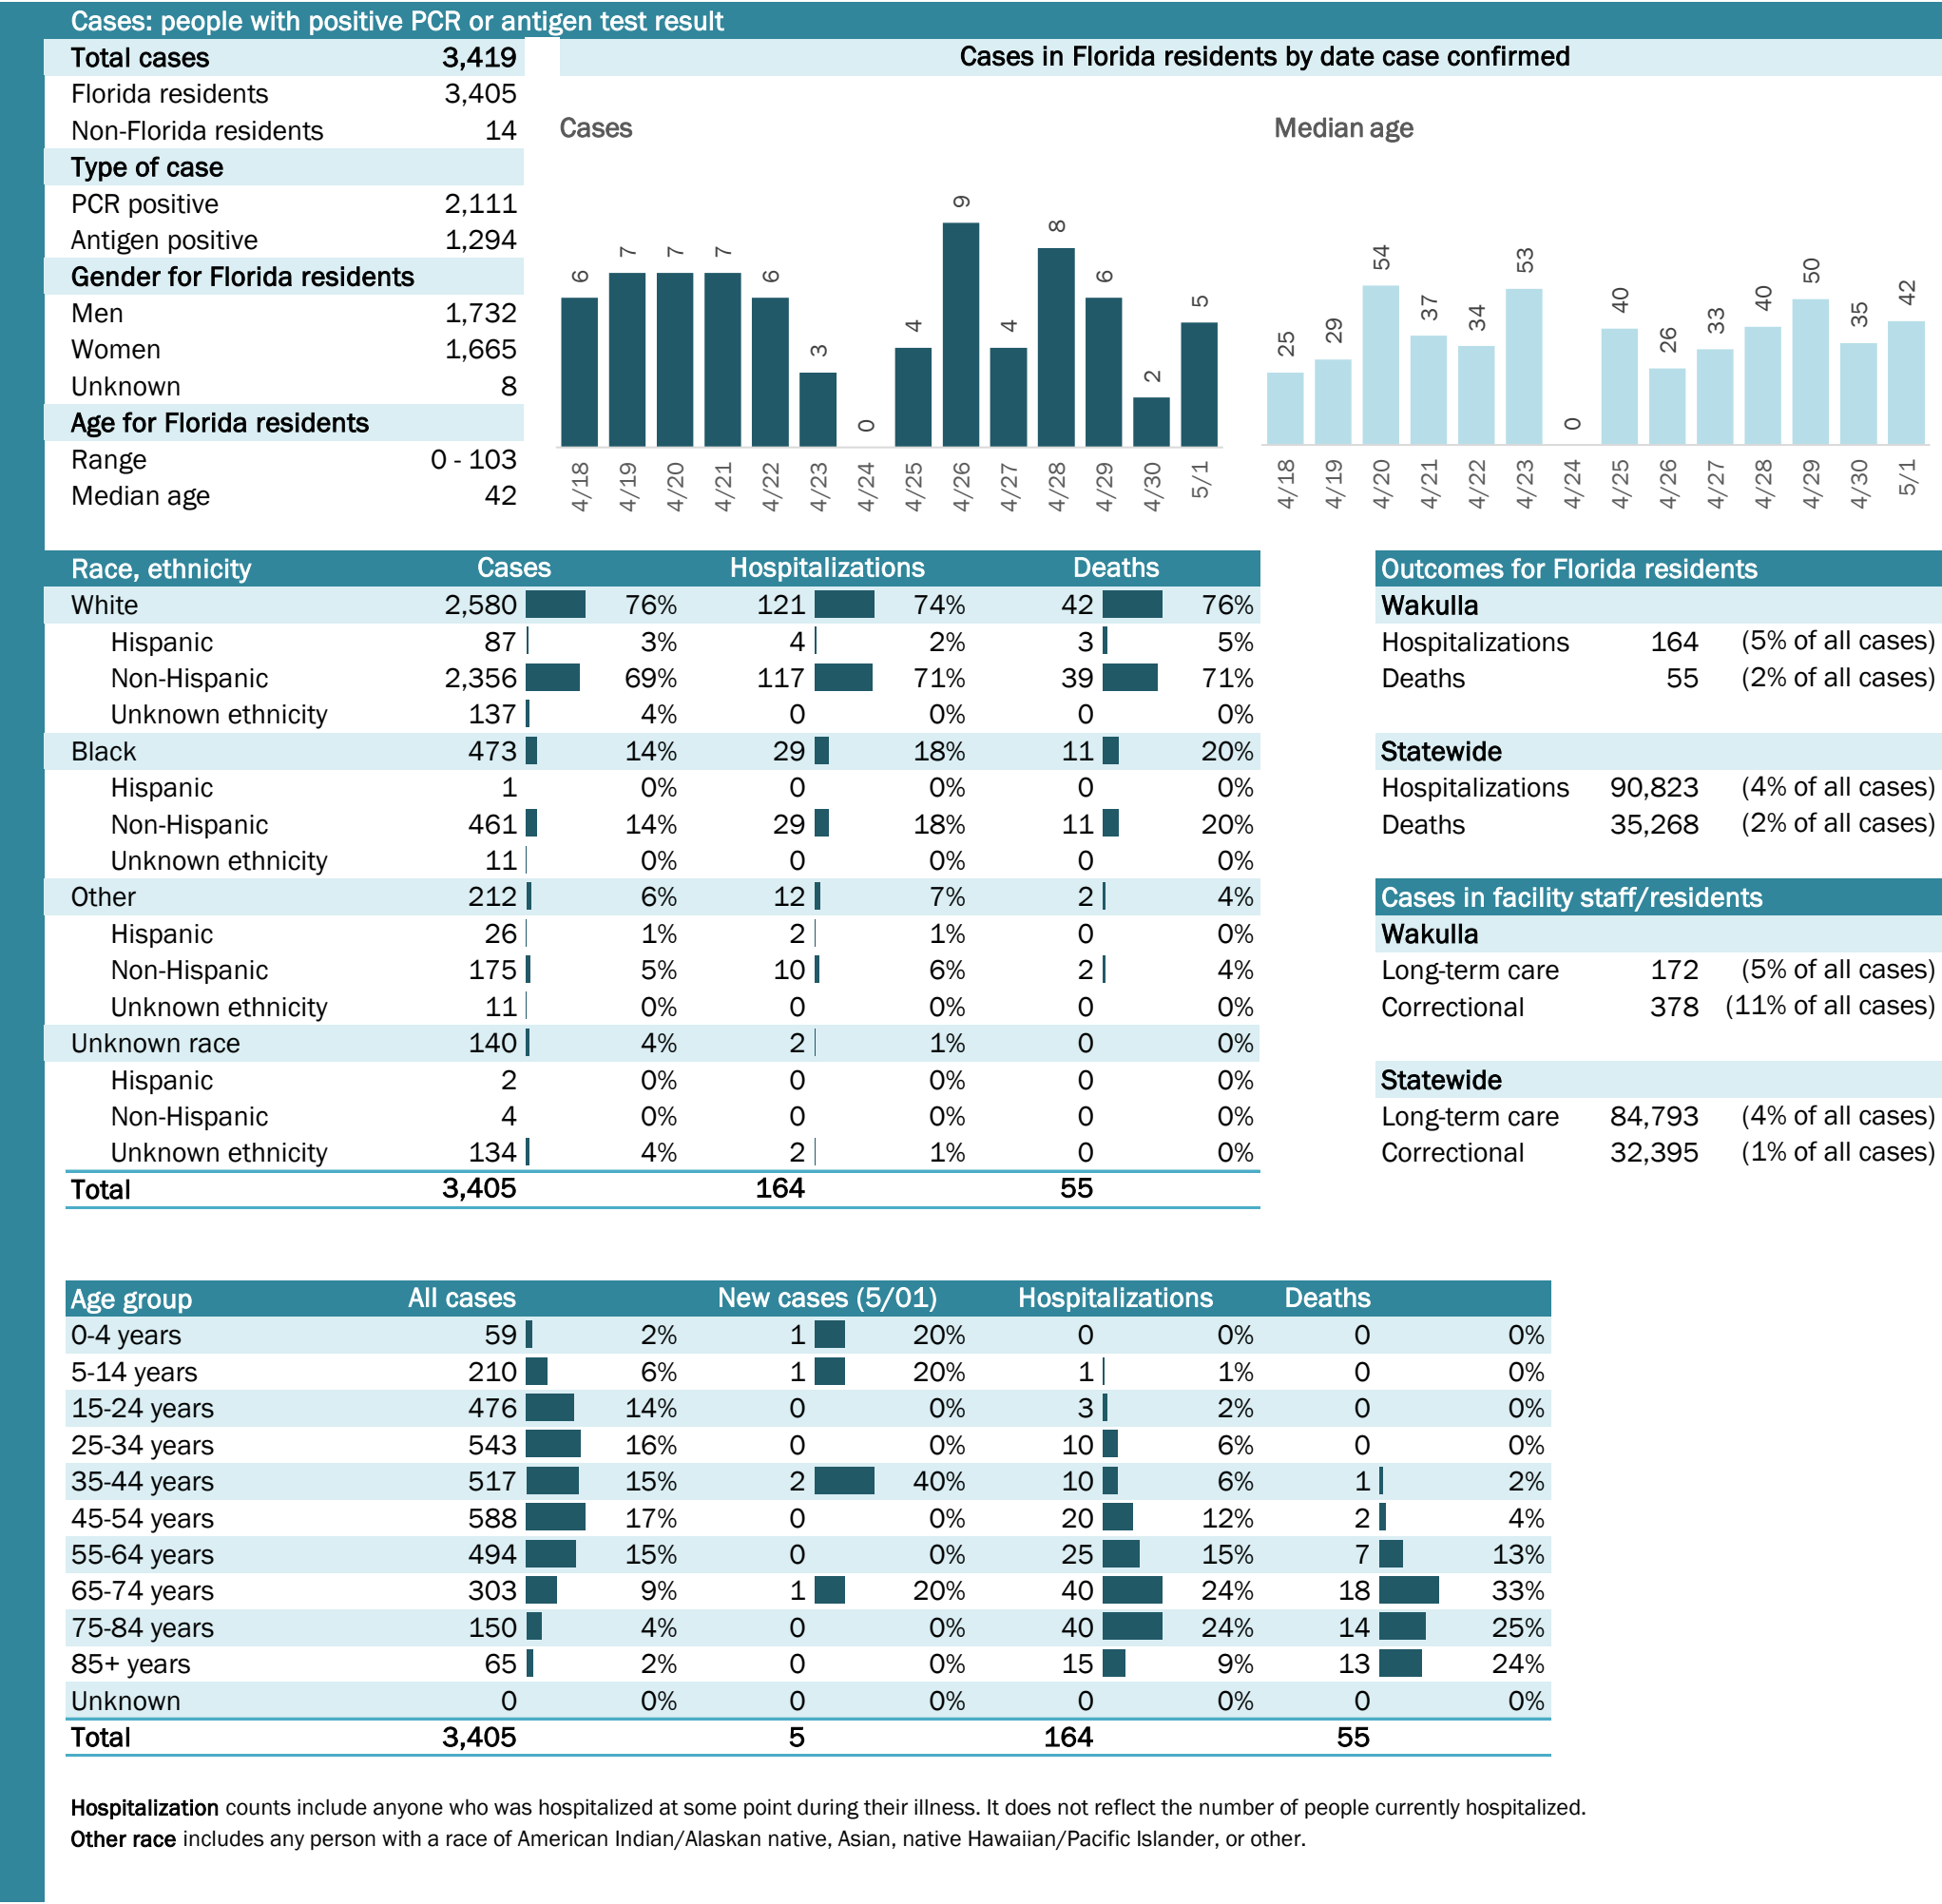 Cases: people with positive PCR or antigen test result
Total cases 3,419
Florida residents 3,405
Non-Florida residents 14
Type of case
PCR positive 2,111
Antigen positive 1,294
Gender for Florida residents
Men 1,732
Women 1,665
Unknown 8
Age for Florida residents
Range 0 - 103
Median age 42
Cases in Florida residents by date case confirmed
Cases
6 7 7 7 6 3 0 4 9 4 8 6 2 5
4/18 4/19 4/20 4/21 4/22 4/23 4/24 4/25 4/26 4/27 4/28 4/29 4/30 5/1
Median age
25 29 54 37 34 53 0 40 26 33 40 50 35 42
4/18 4/19 4/20 4/21 4/22 4/23 4/24 4/25 4/26 4/27 4/28 4/29 4/30 5/1
Race, ethnicity Cases Hospitalizations Deaths
White 2,580 76% 121 74% 42 76%
Hispanic 87 3% 4 2% 3 5%
Non-Hispanic 2,356 69% 117 71% 39 71%
Unknown ethnicity 137 4% 0 0% 0 0%
Black 473 14% 29 18% 11 20%
Hispanic 1 0% 0 0% 0 0%
Non-Hispanic 461 14% 29 18% 11 20%
Unknown ethnicity 11 0% 0 0% 0 0%
Other 212 6% 12 7% 2 4%
Hispanic 26 1% 2 1% 0 0%
Non-Hispanic 175 5% 10 6% 2 4%
Unknown ethnicity 11 0% 0 0% 0 0%
Unknown race 140 4% 2 1% 0 0%
Hispanic 2 0% 0 0% 0 0%
Non-Hispanic 4 0% 0 0% 0 0%
Unknown ethnicity 134 4% 2 1% 0 0%
Total 3,405 164 55
Outcomes for Florida residents
Wakulla
Hospitalizations 164 (5% of all cases)
Deaths 55 (2% of all cases)
Statewide
Hospitalizations 90,823 (4% of all cases)
Deaths 35,268 (2% of all cases)
Cases in facility staff/residents
Wakulla
Long-term care 172 (5% of all cases)
Correctional 378 (11% of all cases)
Statewide
Long-term care 84,793 (4% of all cases)
Correctional 32,395 (1% of all cases)
Age group All cases New cases (5/01) Hospitalizations Deaths
0-4 years 59 2% 1 20% 0 0% 0 0%
5-14 years 210 6% 1 20% 1 1% 0 0%
15-24 years 476 14% 0 0% 3 2% 0 0%
25-34 years 543 16% 0 0% 10 6% 0 0%
35-44 years 517 15% 2 40% 10 6% 1 2%
45-54 years 588 17% 0 0% 20 12% 2 4%
55-64 years 494 15% 0 0% 25 15% 7 13%
65-74 years 303 9% 1 20% 40 24% 18 33%
75-84 years 150 4% 0 0% 40 24% 14 25%
85+ years 65 2% 0 0% 15 9% 13 24%
Unknown 0 0% 0 0% 0 0% 0 0%
Total 3,405 5 164 55
Hospitalization counts include anyone who was hospitalized at some point during their illness. It does not reflect the number of people currently hospitalized.
Other race includes any person with a race of American Indian/Alaskan native, Asian, native Hawaiian/Pacific Islander, or other.